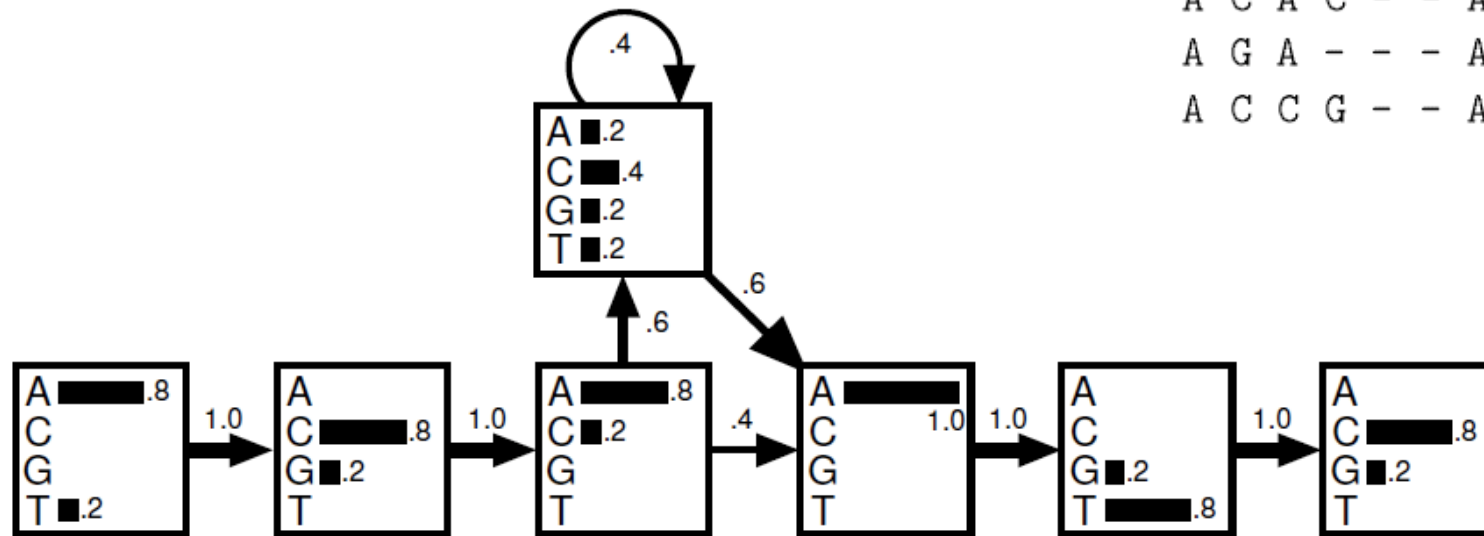 A C A C - - A
A G A - - - A
A C C G - - A
.4
A .2
C .4
G .2
T .2
.6
.6
A .8
C
G
T .2
1.0
A
C .8
G .2
T
1.0
A .8
C .2
G
T
.4
A
1.0
C
G
T
1.0
A
C
G .2
T .8
1.0
A
C .8
G .2
T